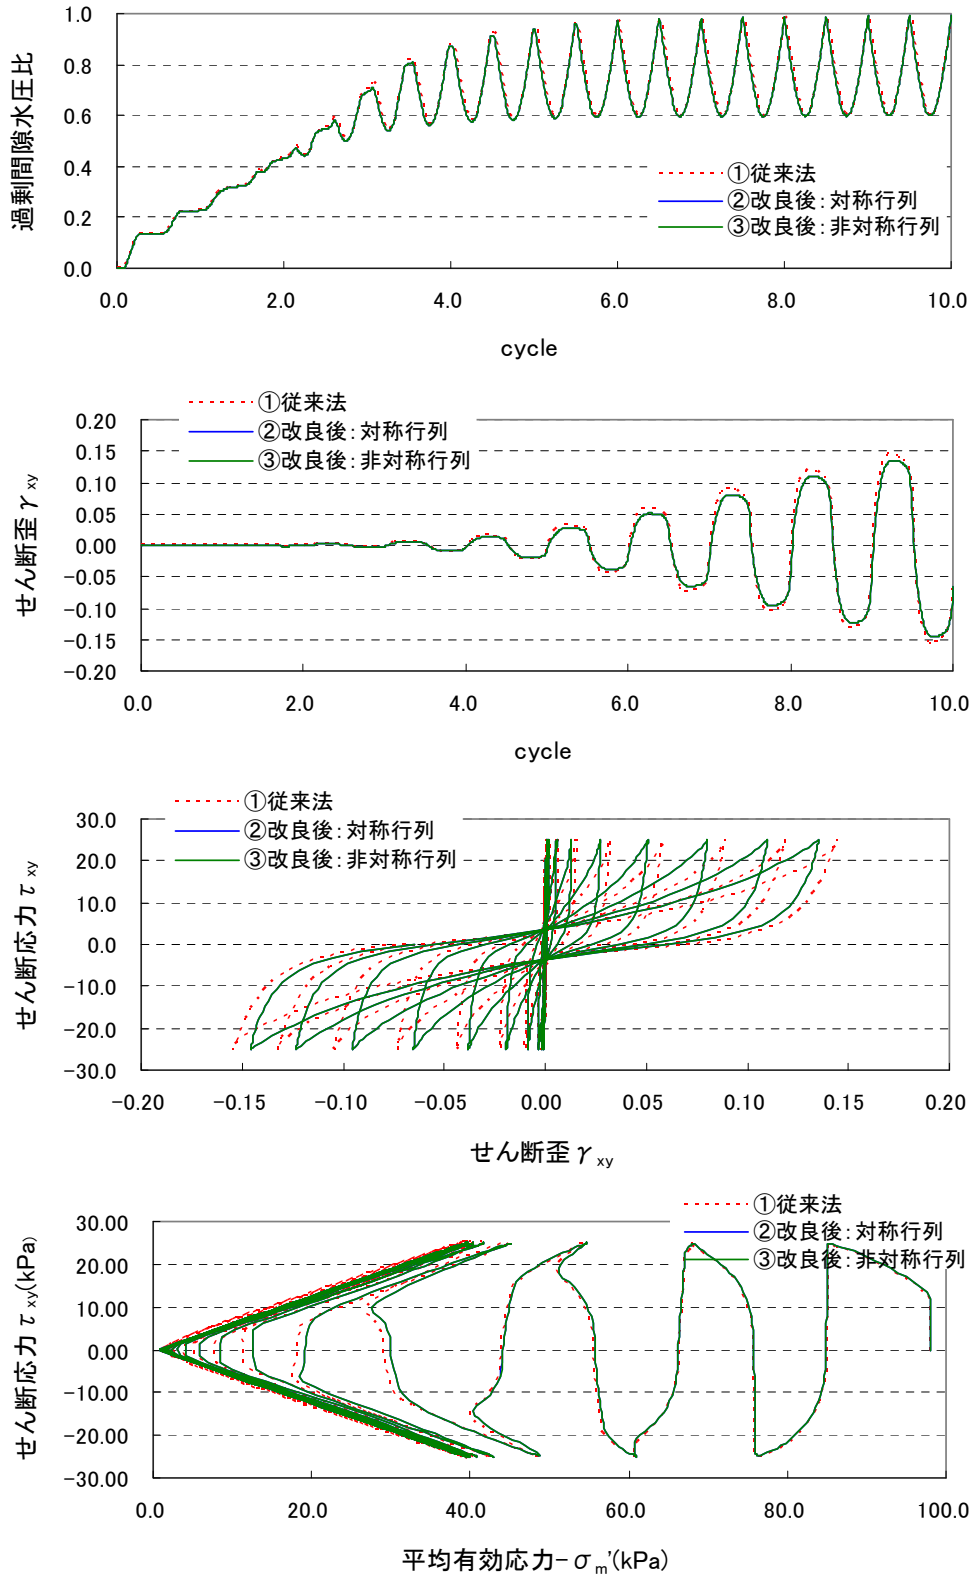 過剰間隙水圧比
1.0
0.8
0.6
0.4
0.2
0.0
①従来法
②改良後:対称行列
③改良後:非対称行列
0.0 2.0 4.0 6.0 8.0 10.0
cycle
せん断歪γxy
①従来法
②改良後:対称行列
③改良後:非対称行列
0.20
0.15
0.10
0.05
0.00
-0.05
-0.10
-0.15
-0.20
0.0 2.0 4.0 6.0 8.0 10.0
cycle
せん断応力τxy
①従来法
②改良後:対称行列
③改良後:非対称行列
30.0
20.0
10.0
0.0
-10.0
-20.0
-30.0
-0.20 -0.15 -0.10 -0.05 0.00 0.05 0.10 0.15 0.20
せん断歪γxy
せん断応力τxy(kPa)
①従来法
②改良後:対称行列
③改良後:非対称行列
30.00
20.00
10.00
0.00
-10.00
-20.00
-30.00
0.0 20.0 40.0 60.0 80.0 100.0
平均有効応力-σm'(kPa)